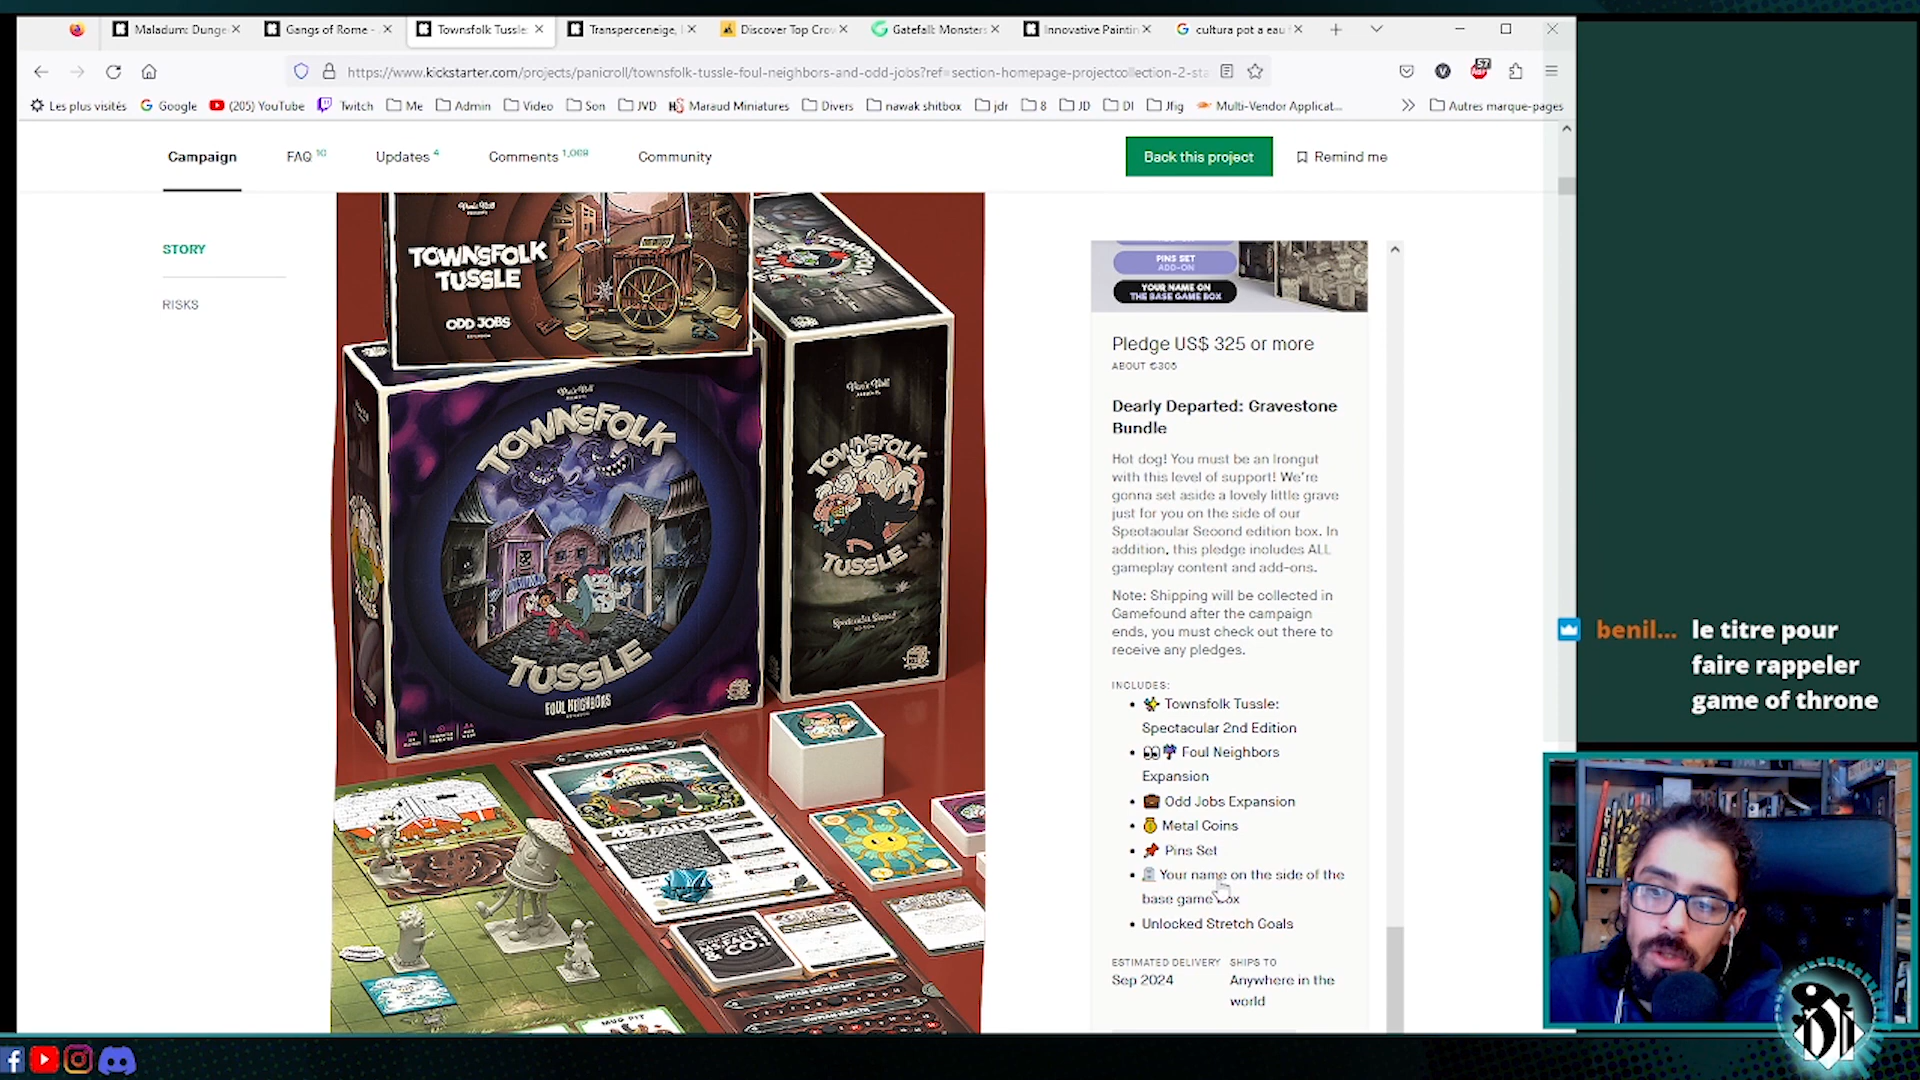 Maladum: Dunge
Gangs of Rome -
Townsfolk Tussle:
Transperceneige,
Discover Top Crow
Gatefall: Monsters
Innovative Paintin
cultura pot a eau
https://www.kickstarter.com/projects/panicroll/townsfolk-tussle-foul-neighbors-and-odd-jobs?ref=section-homepage-projectcollection-2-sta
57
Les plus visités
Google
(205) YouTube
Twitch
Me
Admin
Video
Son
JVD
Maraud Miniatures
Divers
nawak shitbox
jdr
8
JD
DI
Jfig
Multi-Vendor Applicat...
Autres marque-pages
Campaign
FAQ 10
Updates 4
Comments 1,008
Community
Back this project
Remind me
STORY
RISKS
TOWNSFOLK
TUSSLE
ODD JOBS
TOWNSFOLK
TUSSLE
FOUL NEIGHBORS
TOWNSFOLK
TUSSLE
FIGHT PHASE
MUG PIT
PINS SET
ADD-ON
YOUR NAME ON
THE BASE GAME BOX
Pledge US$ 325 or more
ABOUT €305
Dearly Departed: Gravestone
Bundle
Hot dog! You must be an Irongut
with this level of support! We're
gonna set aside a lovely little grave
just for you on the side of our
Spectacular Second edition box. In
addition, this pledge includes ALL
gameplay content and add-ons.
Note: Shipping will be collected in
Gamefound after the campaign
ends, you must check out there to
receive any pledges.
INCLUDES:
Townsfolk Tussle:
Spectacular 2nd Edition
Foul Neighbors
Expansion
Odd Jobs Expansion
Metal Coins
Pins Set
Your name on the side of the
base game box
Unlocked Stretch Goals
ESTIMATED DELIVERY
Sep 2024
SHIPS TO
Anywhere in the
world
benil... le titre pour
faire rappeler
game of throne